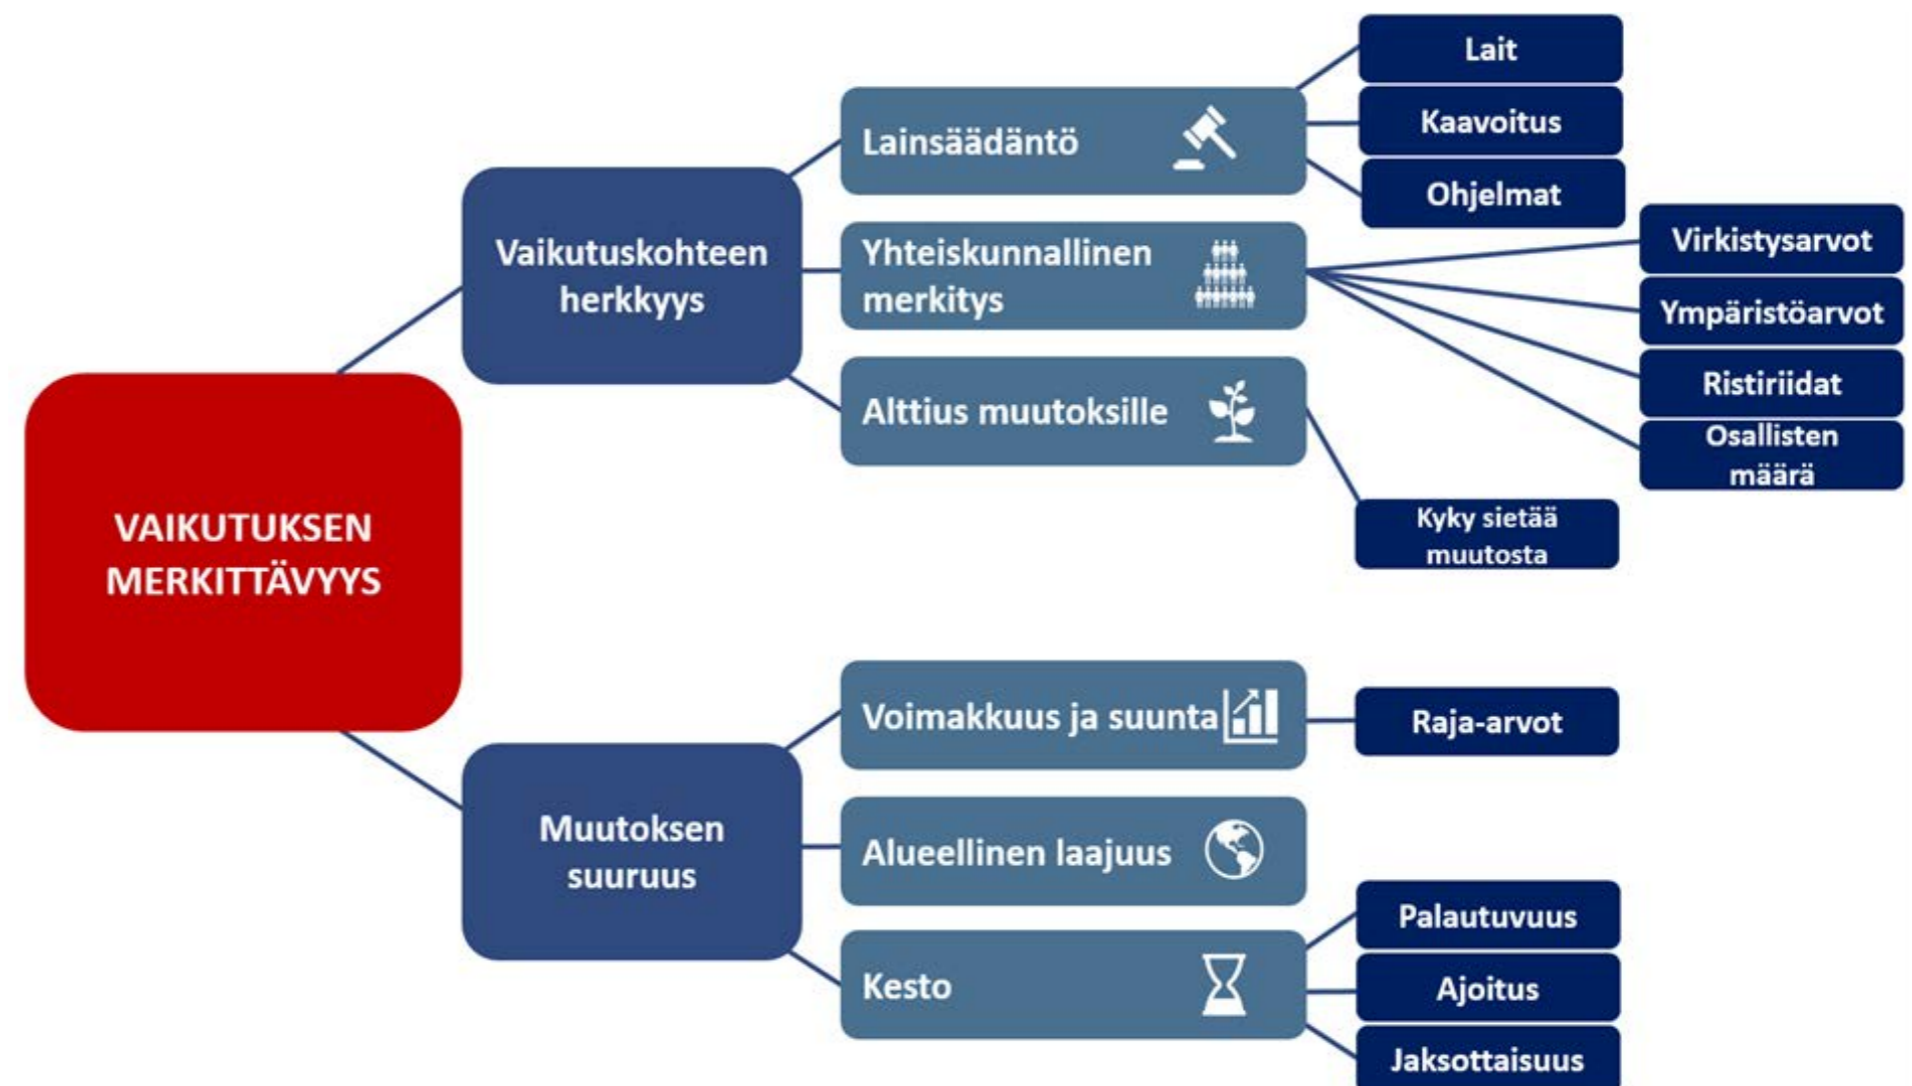 VAIKUTUKSEN
MERKITTÄVYYS
Vaikutuskohteen
herkkyys
Lainsäädäntö
Lait
Kaavoitus
Ohjelmat
Yhteiskunnallinen
merkitys
Virkistysarvot
Ympäristöarvot
Ristiriidat
Osallisten
määrä
Alttius muutoksille
Kyky sietää
muutosta
Muutoksen
suuruus
Voimakkuus ja suunta
Raja-arvot
Alueellinen laajuus
Kesto
Palautuvuus
Ajoitus
Jaksottaisuus